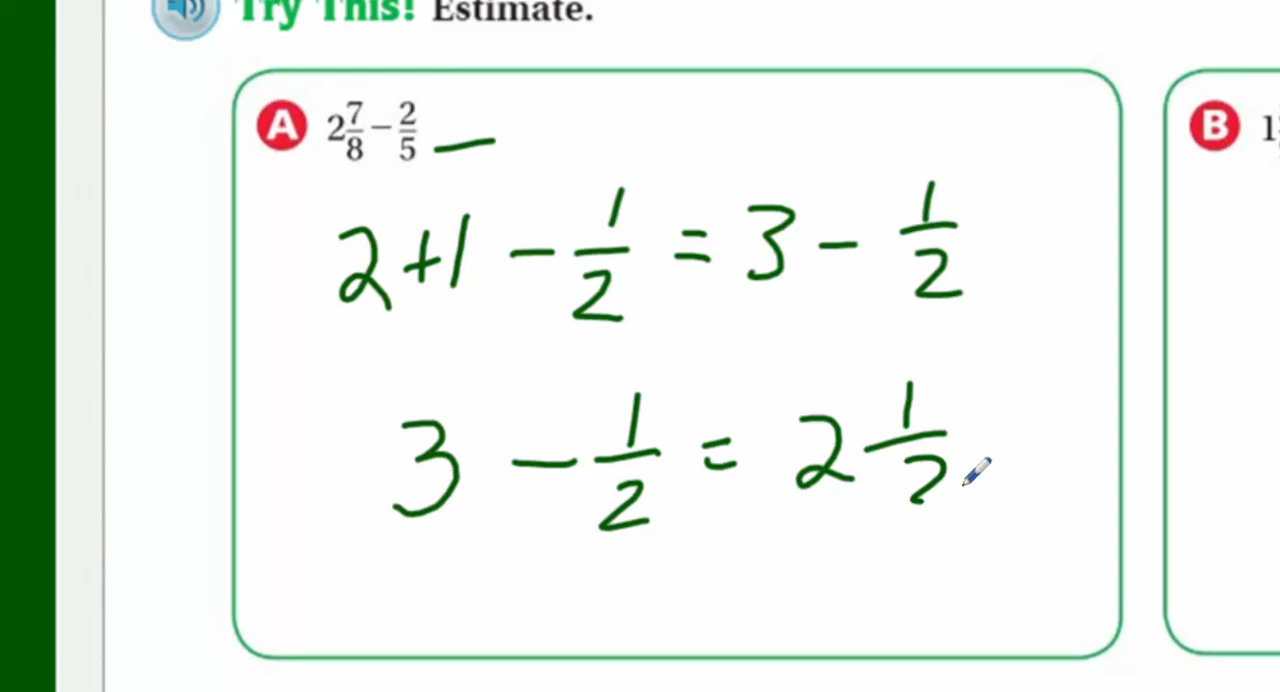 Try This! Estimate.
A 2 7/8 − 2/5 —
2+1 − 1/2 = 3 − 1/2
3 − 1/2 = 2 1/2
B 1